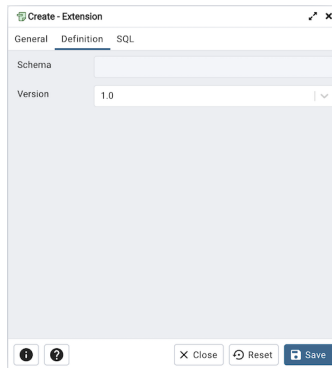 Create - Extension
General Definition SQL
Schema
Version 1.0
Close Reset Save